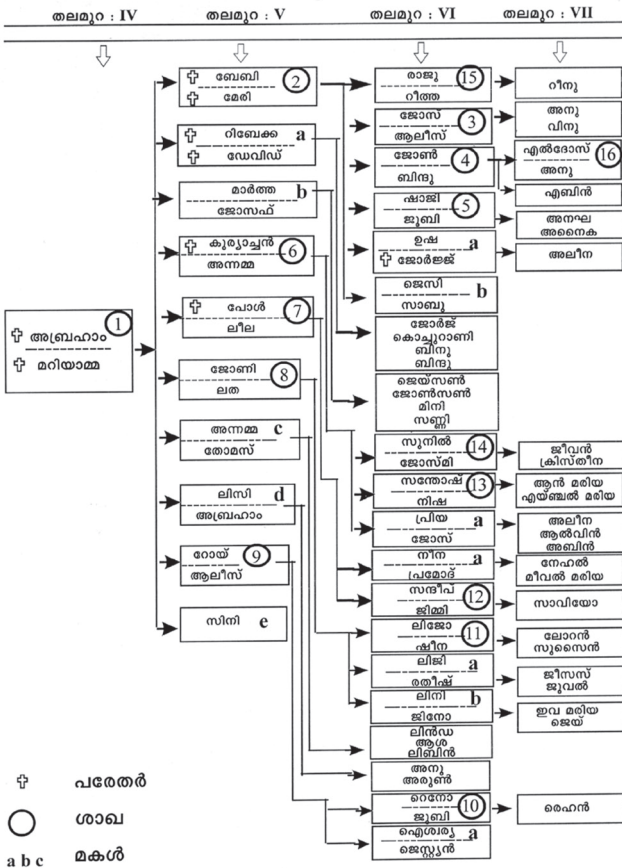 തലമുറ : IV തലമുറ : V തലമുറ : VI തലമുറ : VII
അബ്രഹാം 1
മറിയാമ്മ
ബേബി 2
മേരി
റിബേക്ക a
ഡേവിഡ്
മാർത്ത b
ജോസഫ്
കുര്യാച്ചൻ 6
അന്നമ്മ
പോൾ 7
ലീല
ജോണി 8
ലത
അന്നമ്മ c
തോമസ്
ലിസി d
അബ്രഹാം
റോയ് 9
ആലീസ്
സിനി e
രാജു 15
റീത്ത
ജോസ് 3
ആലീസ്
ജോൺ 4
ബിന്ദു
ഷാജി 5
ജൂബി
ഉഷ a
ജോർജ്ജ്
ജെസി b
സാബു
ജോർജ്
കൊച്ചുറാണി
ബിനു
ബിന്ദു
ജെയ്സൺ
ജോൺസൺ
മിനി
സണ്ണി
സുനിൽ 14
ജോസ്മി
സന്തോഷ് 13
നിഷ
പ്രിയ a
ജോസ്
നീന a
പ്രമോദ്
സന്ദീപ് 12
ജിമ്മി
ലിജോ 11
ഷീന
ലിജി a
രതീഷ്
ലിനി b
ജിനോ
ലിൻഡ
ആശ
ലിബിൻ
അനു
അരുൺ
റെനോ 10
ജൂബി
ഐശ്വര്യ a
ജെസ്റ്റ്യൻ
റീനു
അനു
വിനു
എൽദോസ് 16
അനു
എബിൻ
അനഘ
അനൈക
അലീന
ജീവൻ
ക്രിസ്തീന
ആൻ മരിയ
എയ്ഞ്ചൽ മരിയ
അലീന
ആൽവിൻ
അബിൻ
നേഹൽ
മീവൽ മരിയ
സാവിയോ
ലോറൻ
സൂസൈൻ
ജീസസ്
ജുവൽ
ഇവ മരിയ
ജെയ്
രെഹൻ
പരേതർ
ശാഖ
a b c മകൾ